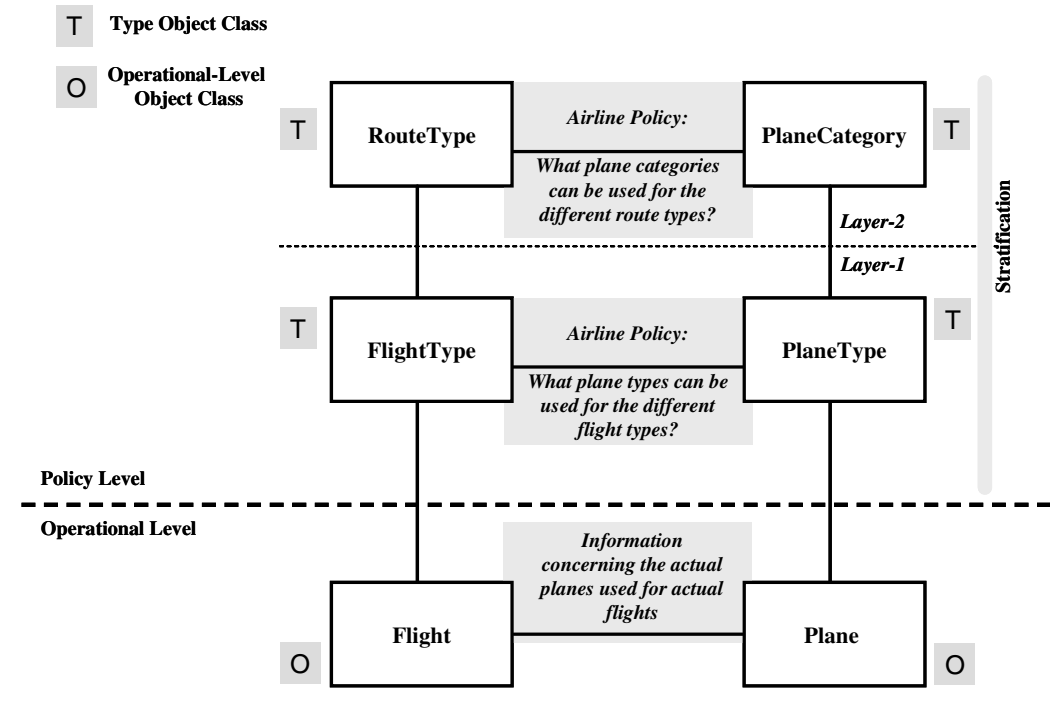 T Type Object Class
O Operational-Level
Object Class
T
RouteType
Airline Policy:
What plane categories
can be used for the
different route types?
PlaneCategory
T
Layer-2
Layer-1
Stratification
T
FlightType
Airline Policy:
What plane types can be
used for the different
flight types?
PlaneType
T
Policy Level
Operational Level
Information
concerning the actual
planes used for actual
flights
Flight
Plane
O
O